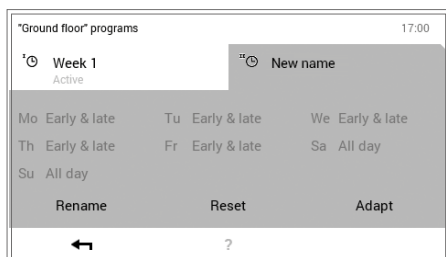 "Ground floor" programs 17:00
I Week 1 II New name
Active
Mo Early & late Tu Early & late We Early & late
Th Early & late Fr Early & late Sa All day
Su All day
Rename Reset Adapt
?